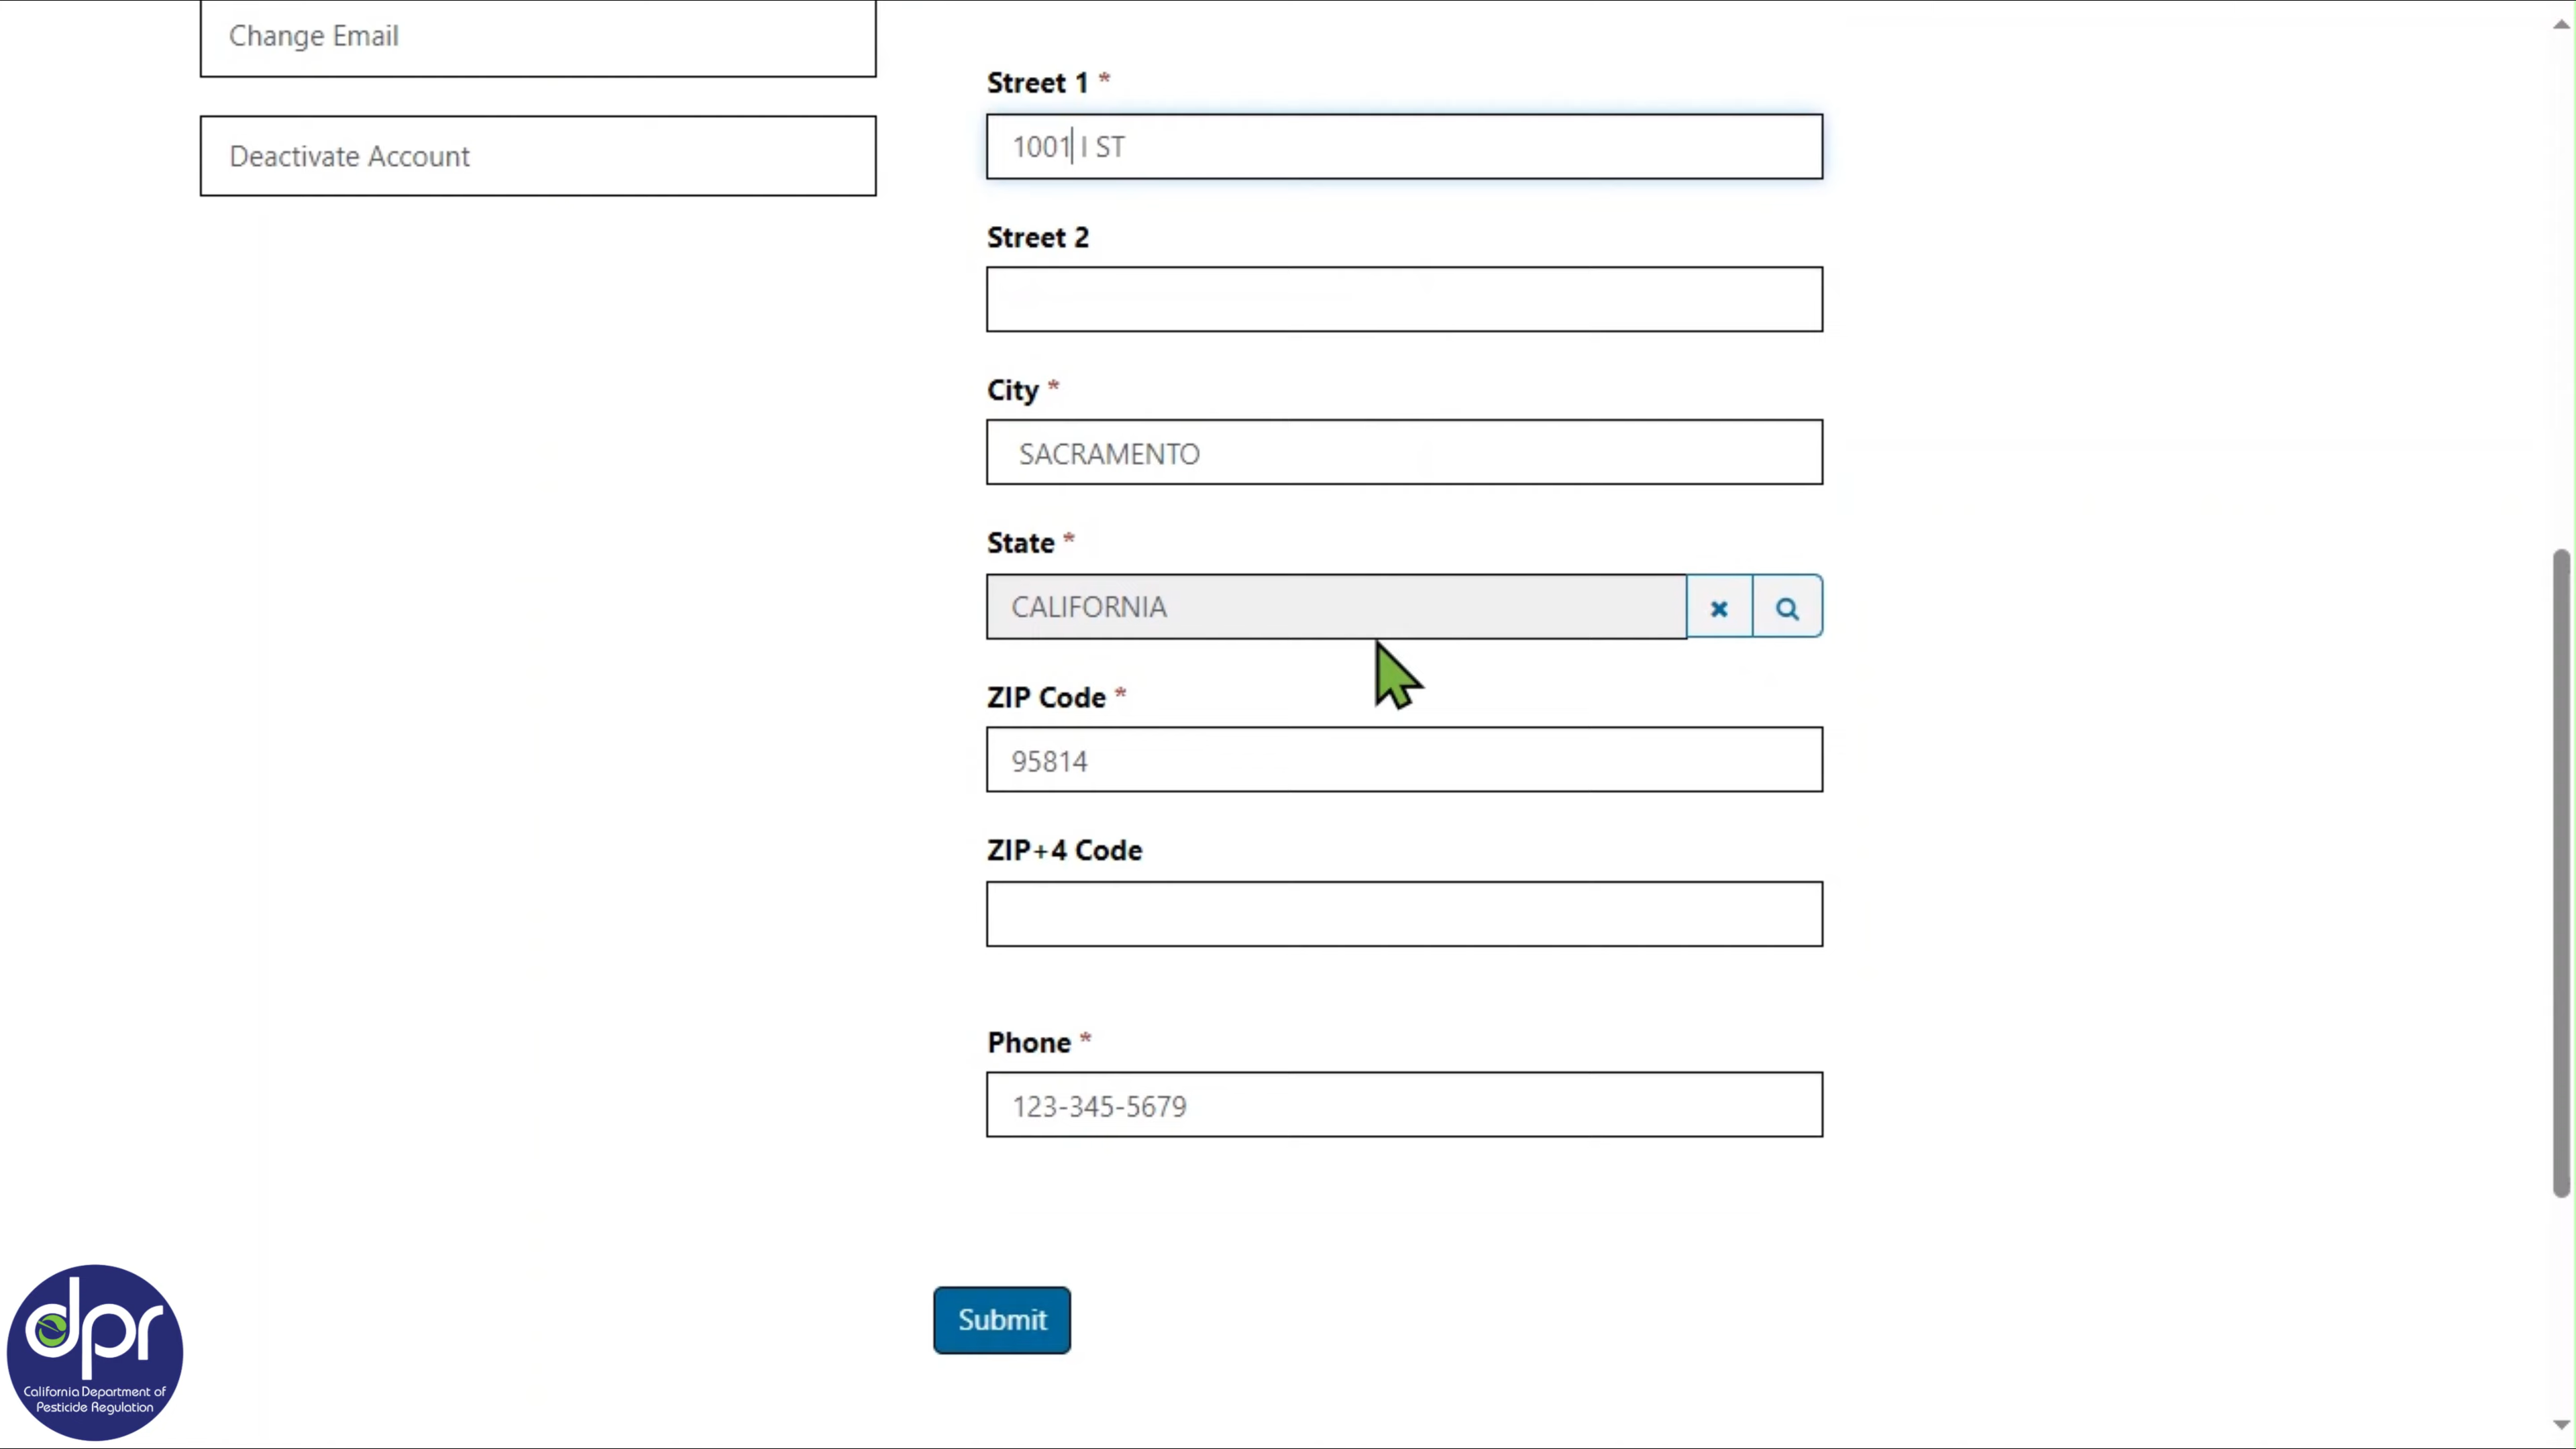 Change Email
Deactivate Account
Street 1 *
1001 I ST
Street 2
City *
SACRAMENTO
State *
CALIFORNIA
ZIP Code *
95814
ZIP+4 Code
Phone *
123-345-5679
Submit
dpr
California Department of
Pesticide Regulation